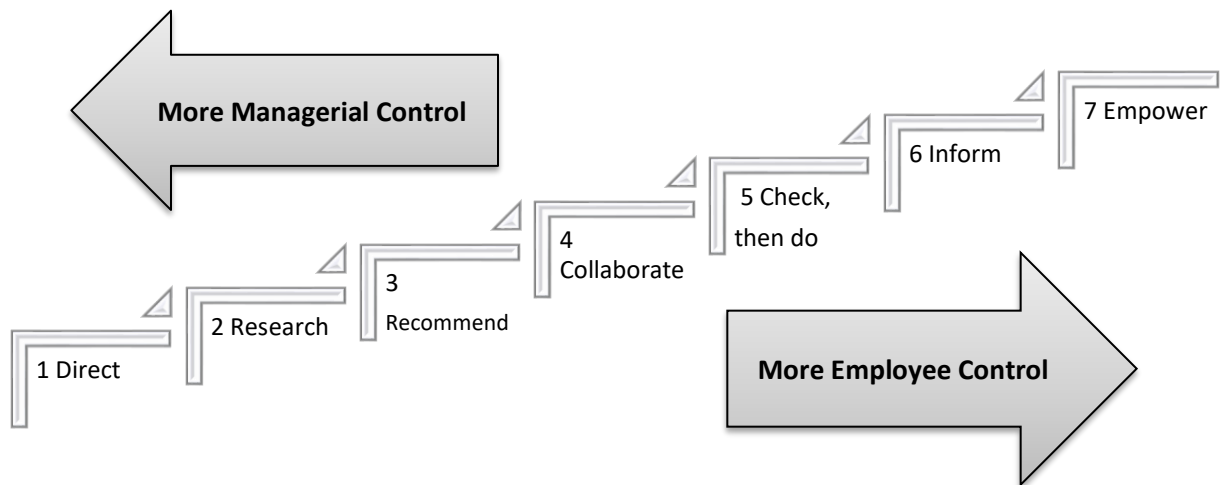 More Managerial Control
7 Empower
6 Inform
5 Check,
then do
4
Collaborate
3
Recommend
2 Research
1 Direct
More Employee Control